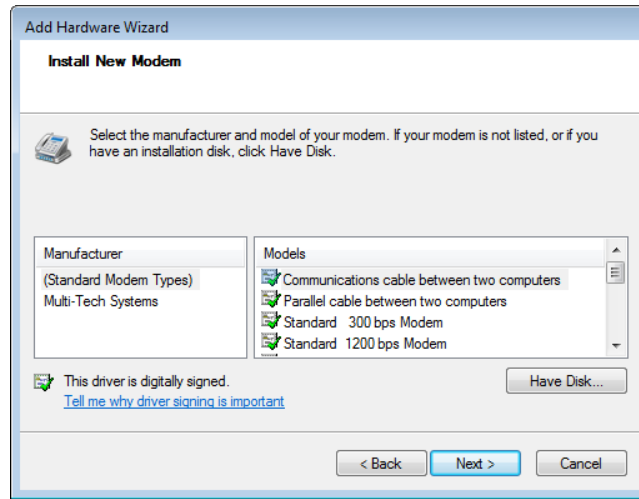 Add Hardware Wizard
Install New Modem
Select the manufacturer and model of your modem. If your modem is not listed, or if you
have an installation disk, click Have Disk.
Manufacturer
(Standard Modem Types)
Multi-Tech Systems
Models
Communications cable between two computers
Parallel cable between two computers
Standard   300 bps Modem
Standard  1200 bps Modem
This driver is digitally signed.
Tell me why driver signing is important
Have Disk...
< Back
Next >
Cancel